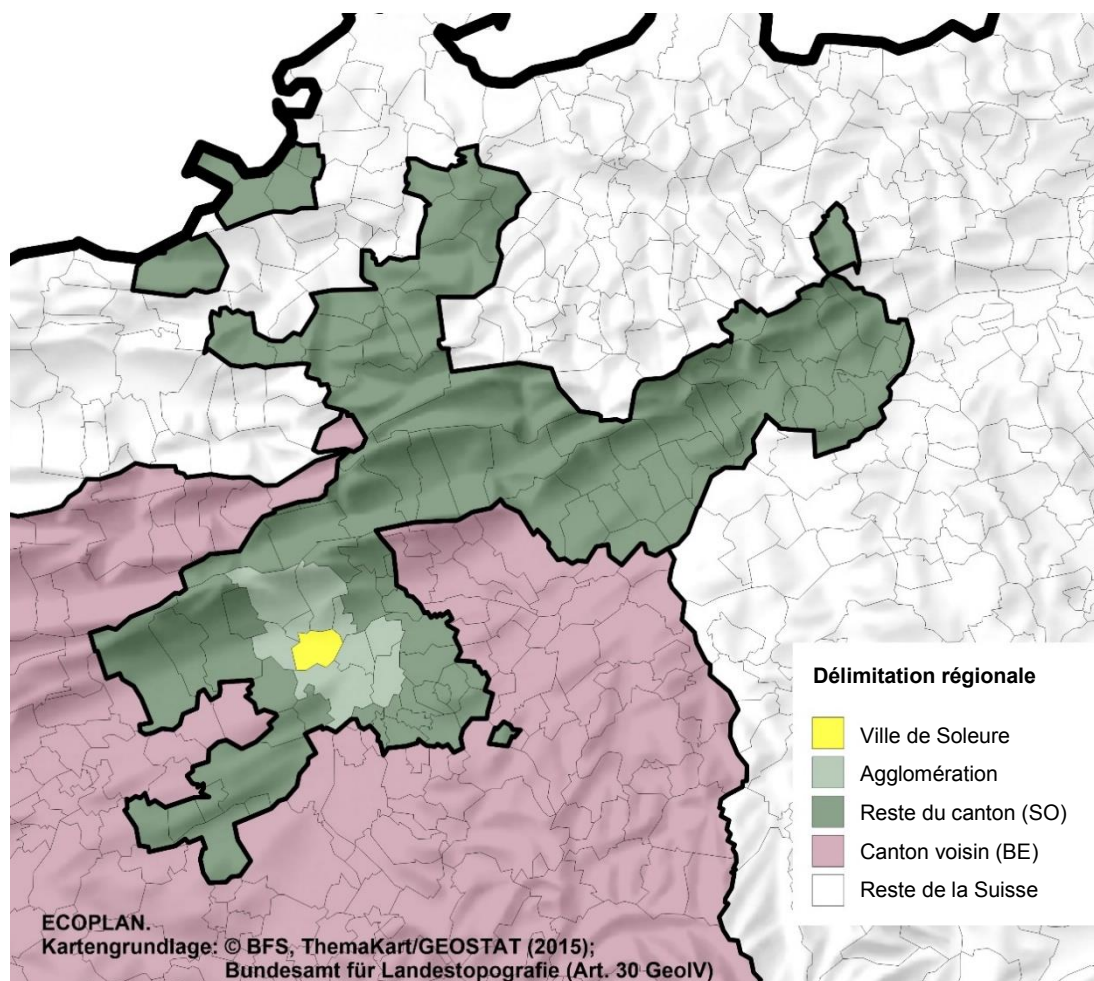 Délimitation régionale
Ville de Soleure
Agglomération
Reste du canton (SO)
Canton voisin (BE)
Reste de la Suisse
ECOPLAN.
Kartengrundlage: © BFS, ThemaKart/GEOSTAT (2015);
Bundesamt für Landestopografie (Art. 30 GeoIV)